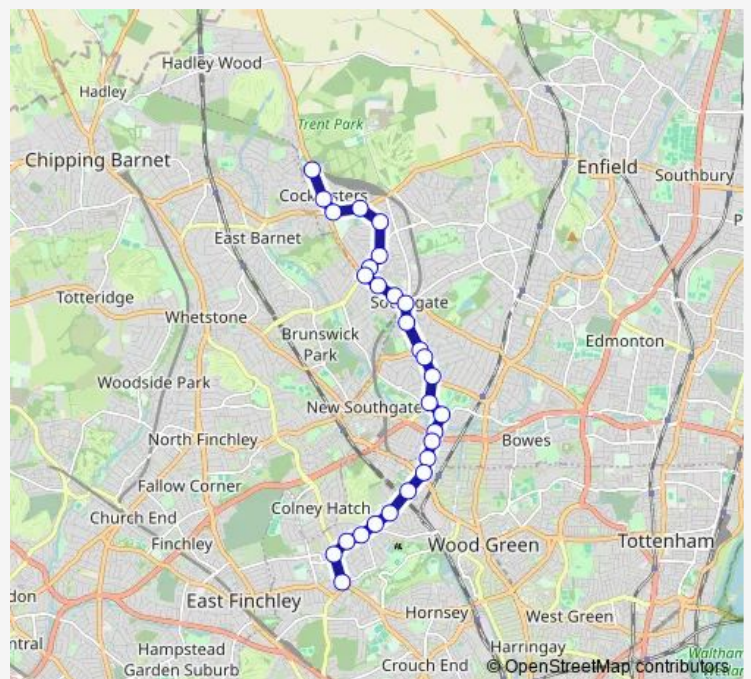 Hadley Wood
Hadley
Trent Park
Chipping Barnet
Enfield
Southbury
Cockfosters
East Barnet
Totteridge
Southgate
Whetstone
Brunswick
Park
Edmonton
Woodside Park
New Southgate
North Finchley
Bowes
Fallow Corner
Colney Hatch
Church End
Finchley
Wood Green
Tottenham
East Finchley
Hornsey
West Green
Hampstead
Garden Suburb
Harringay
Crouch End
© OpenStreetMap contributors